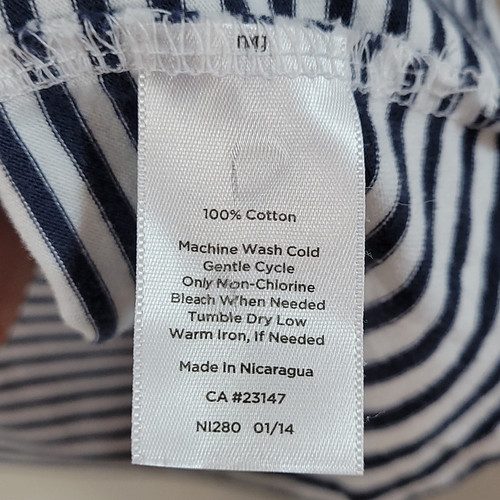 100% Cotton
Machine Wash Cold
Gentle Cycle
Only Non-Chlorine
Bleach When Needed
Tumble Dry Low
Warm Iron, If Needed
Made In Nicaragua
CA #23147
NI280 01/14